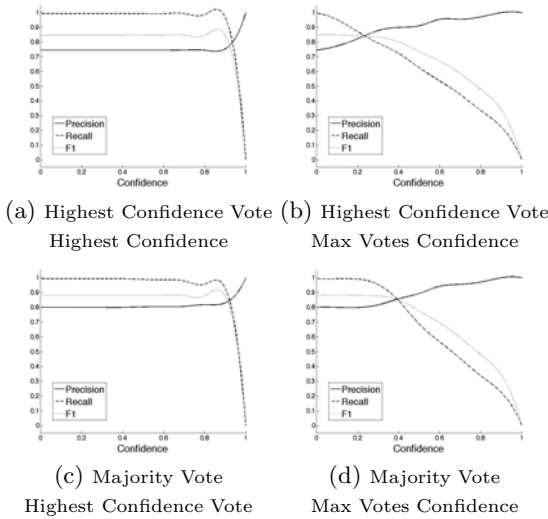 1
0.9
0.8
0.7
0.6
0.5
0.4
0.3
0.2
0.1
0
Precision
Recall
F1
0 0.2 0.4 0.6 0.8 1
Confidence
1
0.9
0.8
0.7
0.6
0.5
0.4
0.3
0.2
0.1
0
Precision
Recall
F1
0 0.2 0.4 0.6 0.8 1
Confidence
(a) Highest Confidence Vote
Highest Confidence
(b) Highest Confidence Vote
Max Votes Confidence
1
0.9
0.8
0.7
0.6
0.5
0.4
0.3
0.2
0.1
0
Precision
Recall
F1
0 0.2 0.4 0.6 0.8 1
Confidence
1
0.9
0.8
0.7
0.6
0.5
0.4
0.3
0.2
0.1
0
Precision
Recall
F1
0 0.2 0.4 0.6 0.8 1
Confidence
(c) Majority Vote
Highest Confidence Vote
(d) Majority Vote
Max Votes Confidence